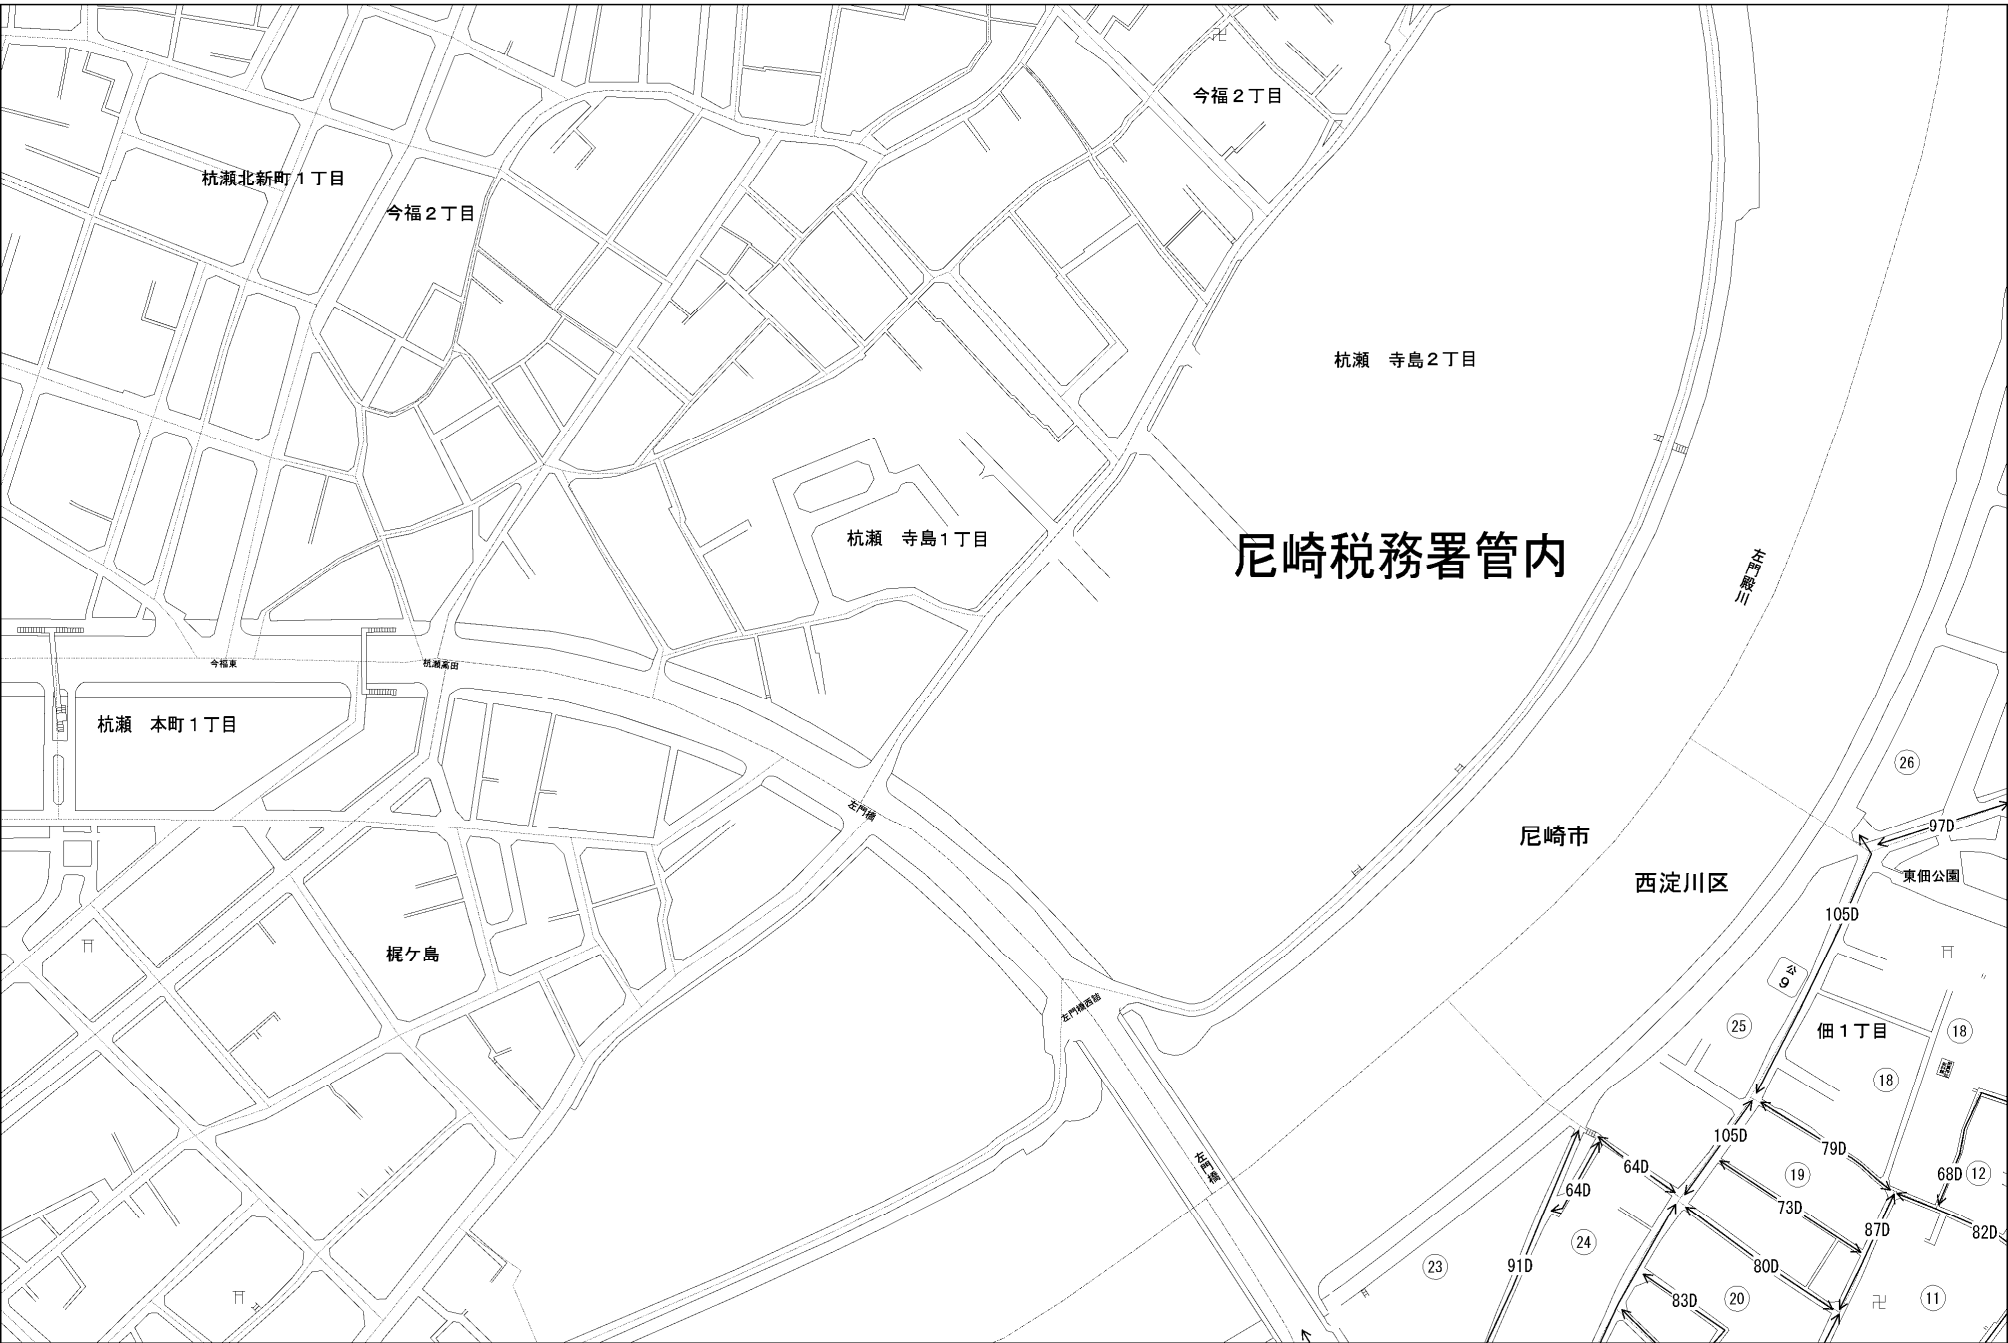 今福２丁目
杭瀬北新町１丁目
今福２丁目
杭瀬　寺島２丁目
杭瀬　寺島１丁目
尼崎税務署管内
左門殿川
今福東
杭瀬高田
杭瀬　本町１丁目
左門橋
26
97D
尼崎市
西淀川区
東佃公園
105D
梶ケ島
公
9
左門橋西詰
25
佃１丁目
18
18
105D
79D
左門橋
64D
64D
19
68D
12
73D
87D
82D
24
23
91D
80D
83D
20
11